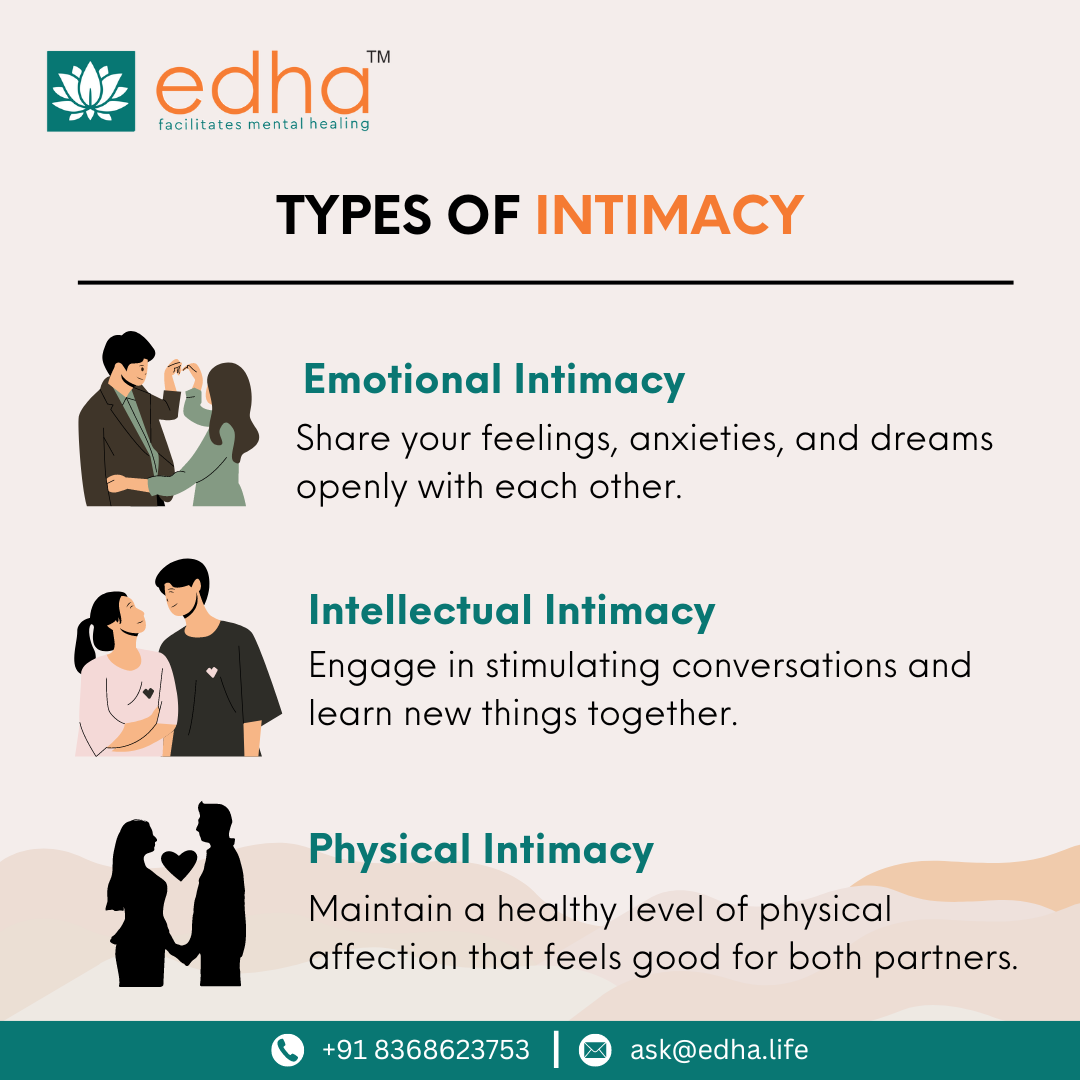 edha™
facilitates mental healing
TYPES OF INTIMACY
Emotional Intimacy
Share your feelings, anxieties, and dreams
openly with each other.
Intellectual Intimacy
Engage in stimulating conversations and
learn new things together.
Physical Intimacy
Maintain a healthy level of physical
affection that feels good for both partners.
+91 8368623753 | ask@edha.life